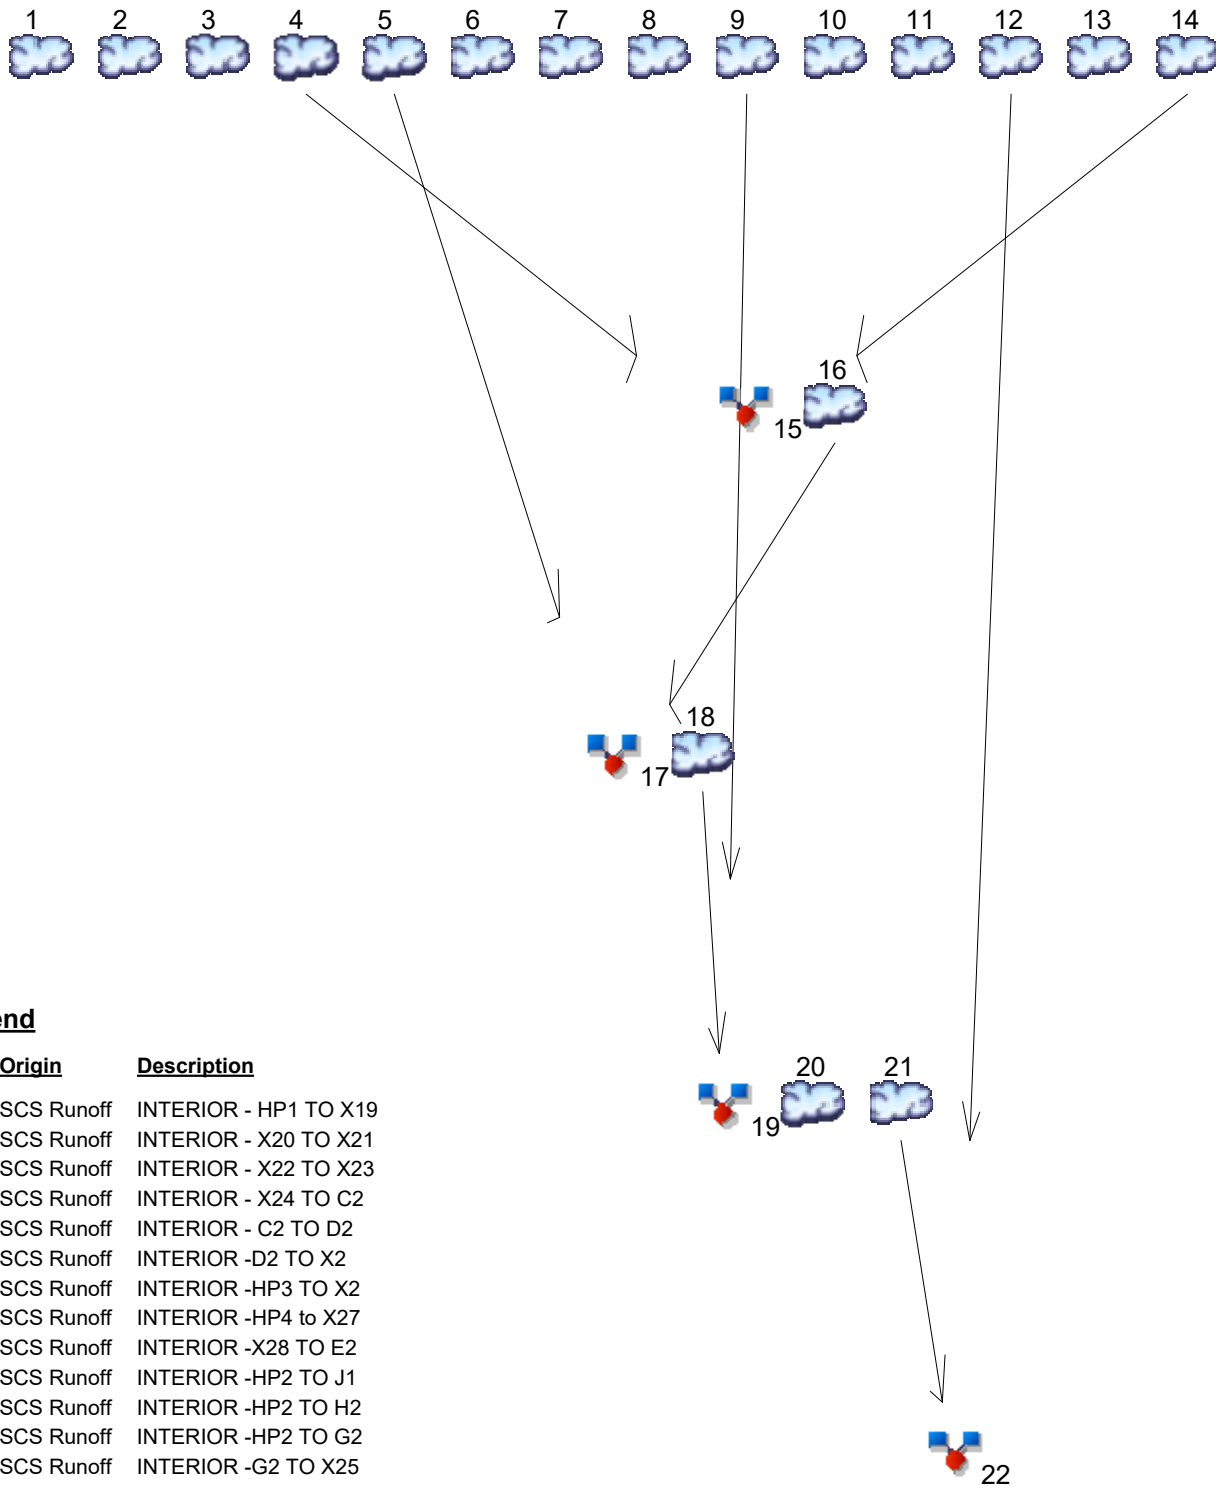 1 2 3 4 5 6 7 8 9 10 11 12 13 14
16
15
18
17
20 21
19
end
Origin Description
SCS Runoff INTERIOR - HP1 TO X19
SCS Runoff INTERIOR - X20 TO X21
SCS Runoff INTERIOR - X22 TO X23
SCS Runoff INTERIOR - X24 TO C2
SCS Runoff INTERIOR - C2 TO D2
SCS Runoff INTERIOR -D2 TO X2
SCS Runoff INTERIOR -HP3 TO X2
SCS Runoff INTERIOR -HP4 to X27
SCS Runoff INTERIOR -X28 TO E2
SCS Runoff INTERIOR -HP2 TO J1
SCS Runoff INTERIOR -HP2 TO H2
SCS Runoff INTERIOR -HP2 TO G2
SCS Runoff INTERIOR -G2 TO X25
22